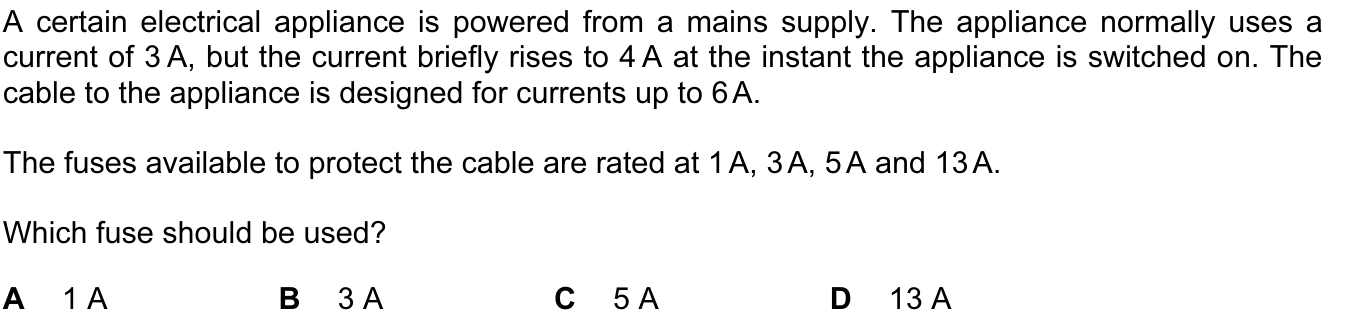 A certain electrical appliance is powered from a mains supply. The appliance normally uses a
current of 3 A, but the current briefly rises to 4 A at the instant the appliance is switched on. The
cable to the appliance is designed for currents up to 6 A.
The fuses available to protect the cable are rated at 1 A, 3 A, 5 A and 13 A.
Which fuse should be used?
A 1 A B 3 A C 5 A D 13 A